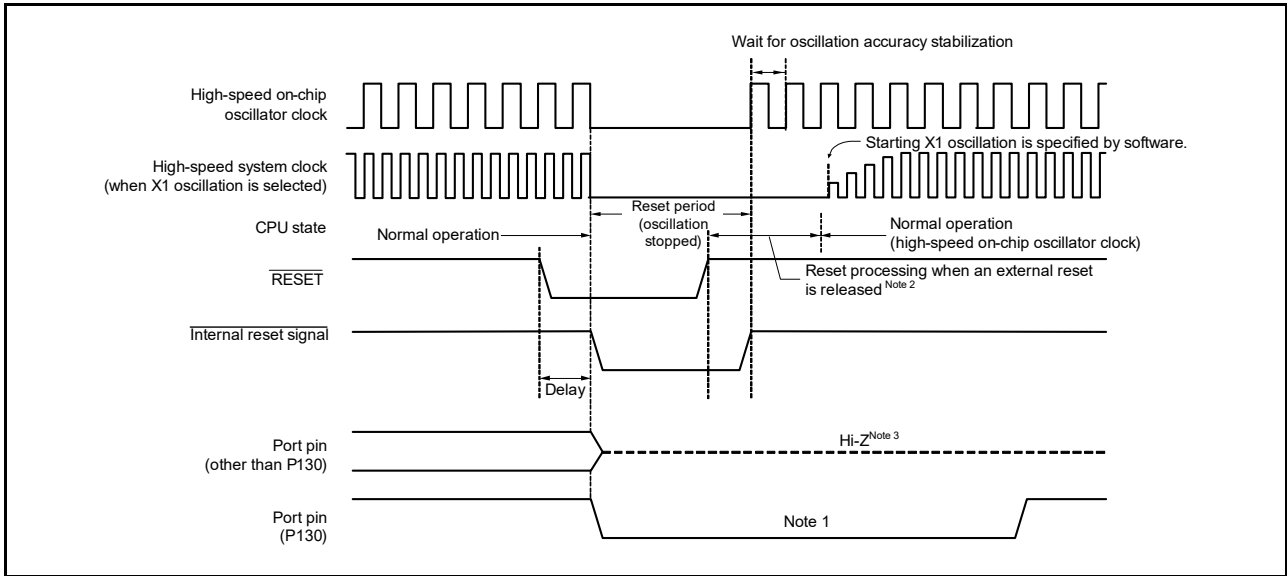 Wait for oscillation accuracy stabilization
High-speed on-chip
oscillator clock
Starting X1 oscillation is specified by software.
High-speed system clock
(when X1 oscillation is selected)
Reset period
(oscillation
stopped)
CPU state
Normal operation
Normal operation
(high-speed on-chip oscillator clock)
RESET
Reset processing when an external reset
is released Note 2
Internal reset signal
Delay
Port pin
(other than P130)
Hi-Z Note 3
Port pin
(P130)
Note 1